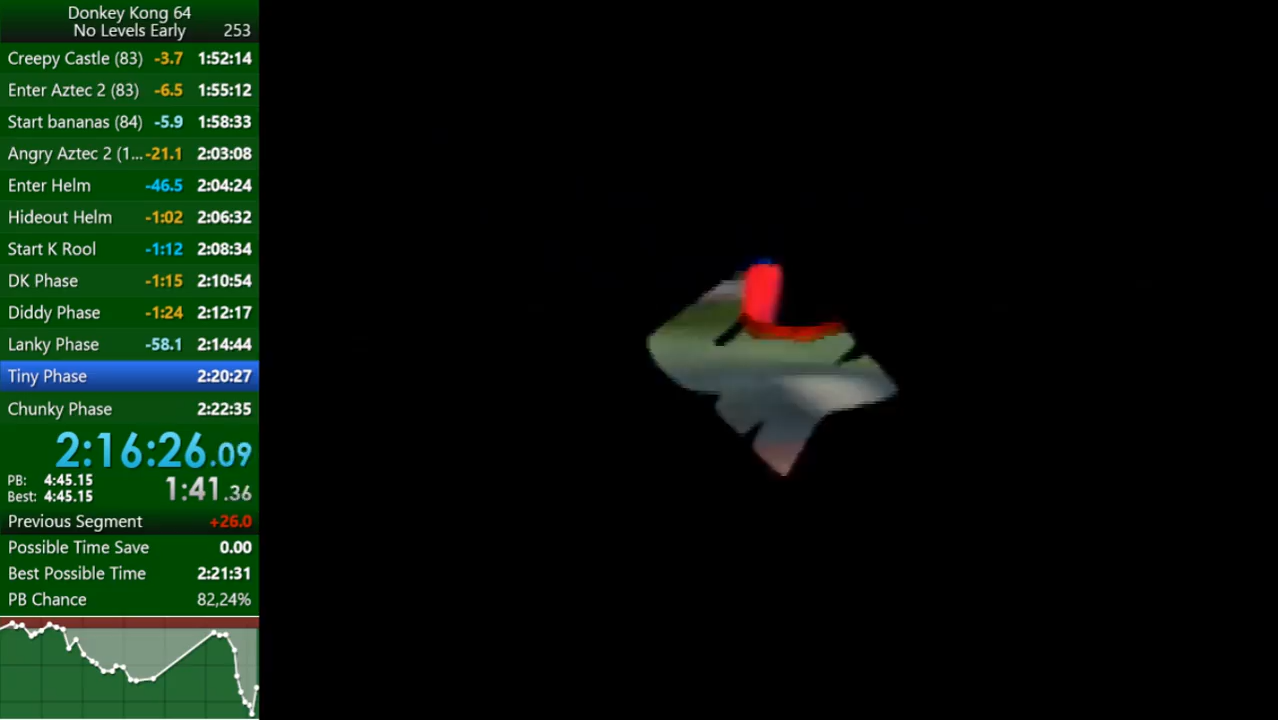 Donkey Kong 64
No Levels Early 253
Creepy Castle (83) -3.7 1:52:14
Enter Aztec 2 (83) -6.5 1:55:12
Start bananas (84) -5.9 1:58:33
Angry Aztec 2 (1... -21.1 2:03:08
Enter Helm -46.5 2:04:24
Hideout Helm -1:02 2:06:32
Start K Rool -1:12 2:08:34
DK Phase -1:15 2:10:54
Diddy Phase -1:24 2:12:17
Lanky Phase -58.1 2:14:44
Tiny Phase 2:20:27
Chunky Phase 2:22:35
2:16:26.09
PB: 4:45.15
Best: 4:45.15 1:41.36
Previous Segment +26.0
Possible Time Save 0.00
Best Possible Time 2:21:31
PB Chance 82,24%